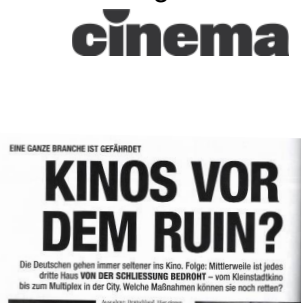 cinema
EINE GANZE BRANCHE IST GEFÄHRDET
KINOS VOR
DEM RUIN?
Die Deutschen gehen immer seltener ins Kino. Folge: Mittlerweile ist jedes
dritte Haus VON DER SCHLIESSUNG BEDROHT – vom Kleinstadtkino
bis zum Multiplex in der City. Welche Maßnahmen können sie noch retten?